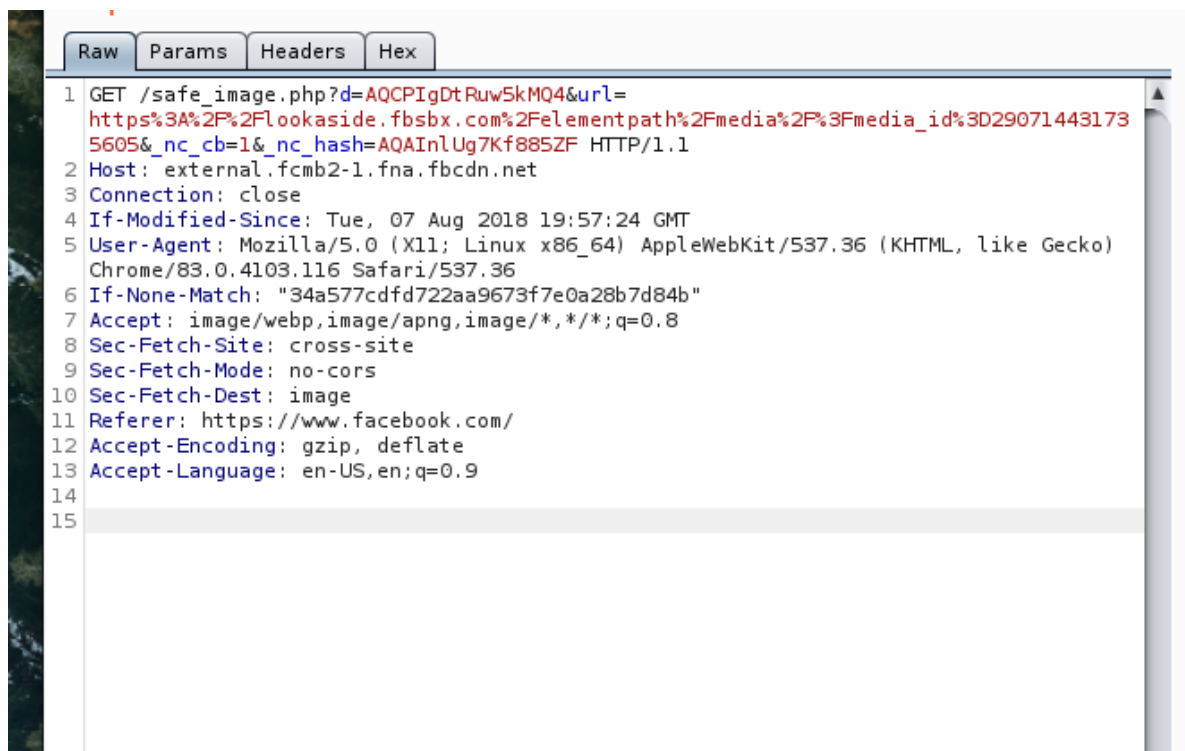 Raw Params Headers Hex
1 GET /safe_image.php?d=AQCPIgDtRuw5kMQ4&url=
https%3A%2F%2Flookaside.fbsbx.com%2Felementpath%2Fmedia%2F%3Fmedia_id%3D29071443173
5605&_nc_cb=1&_nc_hash=AQAInlUg7Kf885ZF HTTP/1.1
2 Host: external.fcmb2-1.fna.fbcdn.net
3 Connection: close
4 If-Modified-Since: Tue, 07 Aug 2018 19:57:24 GMT
5 User-Agent: Mozilla/5.0 (X11; Linux x86_64) AppleWebKit/537.36 (KHTML, like Gecko)
Chrome/83.0.4103.116 Safari/537.36
6 If-None-Match: "34a577cdfd722aa9673f7e0a28b7d84b"
7 Accept: image/webp,image/apng,image/*,*/*;q=0.8
8 Sec-Fetch-Site: cross-site
9 Sec-Fetch-Mode: no-cors
10 Sec-Fetch-Dest: image
11 Referer: https://www.facebook.com/
12 Accept-Encoding: gzip, deflate
13 Accept-Language: en-US,en;q=0.9
14
15